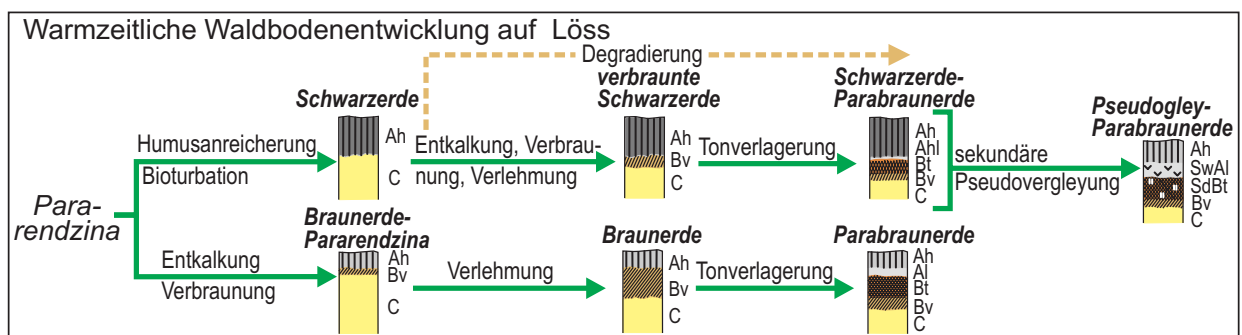 Warmzeitliche Waldbodenentwicklung auf Löss
Degradierung
Schwarzerde
verbraunte
Schwarzerde
Schwarzerde-
Parabraunerde
Pseudogley-
Parabraunerde
Humusanreicherung
Bioturbation
Ah
C
Entkalkung, Verbrau-
nung, Verlehmung
Ah
Bv
C
Tonverlagerung
Ah
Ahl
Bt
Bv
C
sekundäre
Pseudovergleyung
Ah
SwAl
SdBt
Bv
C
Para-
rendzina
Entkalkung
Verbraunung
Braunerde-
Pararendzina
Ah
Bv
C
Verlehmung
Braunerde
Ah
Bv
C
Tonverlagerung
Parabraunerde
Ah
Al
Bt
Bv
C